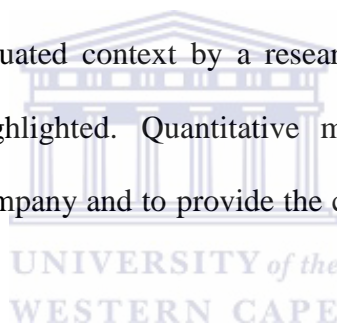 uated context by a resear
ghlighted. Quantitative m
mpany and to provide the c
UNIVERSITY of the
WESTERN CAPE